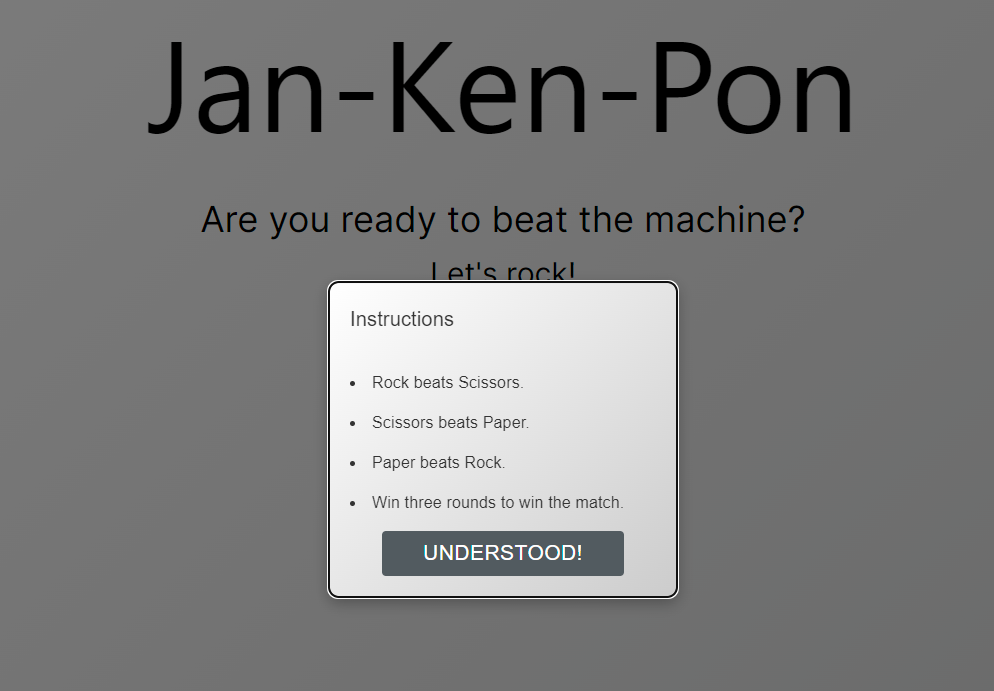 Jan-Ken-Pon
Are you ready to beat the machine?
Let's rock!
Instructions
Rock beats Scissors.
Scissors beats Paper.
Paper beats Rock.
Win three rounds to win the match.
UNDERSTOOD!